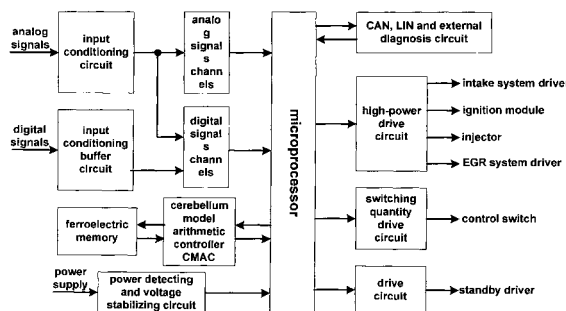 analog
signals
input
conditioning
circuit
analo
g
signal
s
chann
els
digital
signals
input
conditioning
buffer
circuit
digital
signal
s
chann
els
ferroelectric
memory
cerebellum
model
arithmetic
controller
CMAC
power
supply
power detecting
and voltage
stabilizing circuit
microprocessor
CAN, LIN and external
diagnosis circuit
high-power
drive
circuit
intake system drive
ignition module
injector
EGR system driver
switching
quantity
drive
circuit
control switch
drive
circuit
standby driver